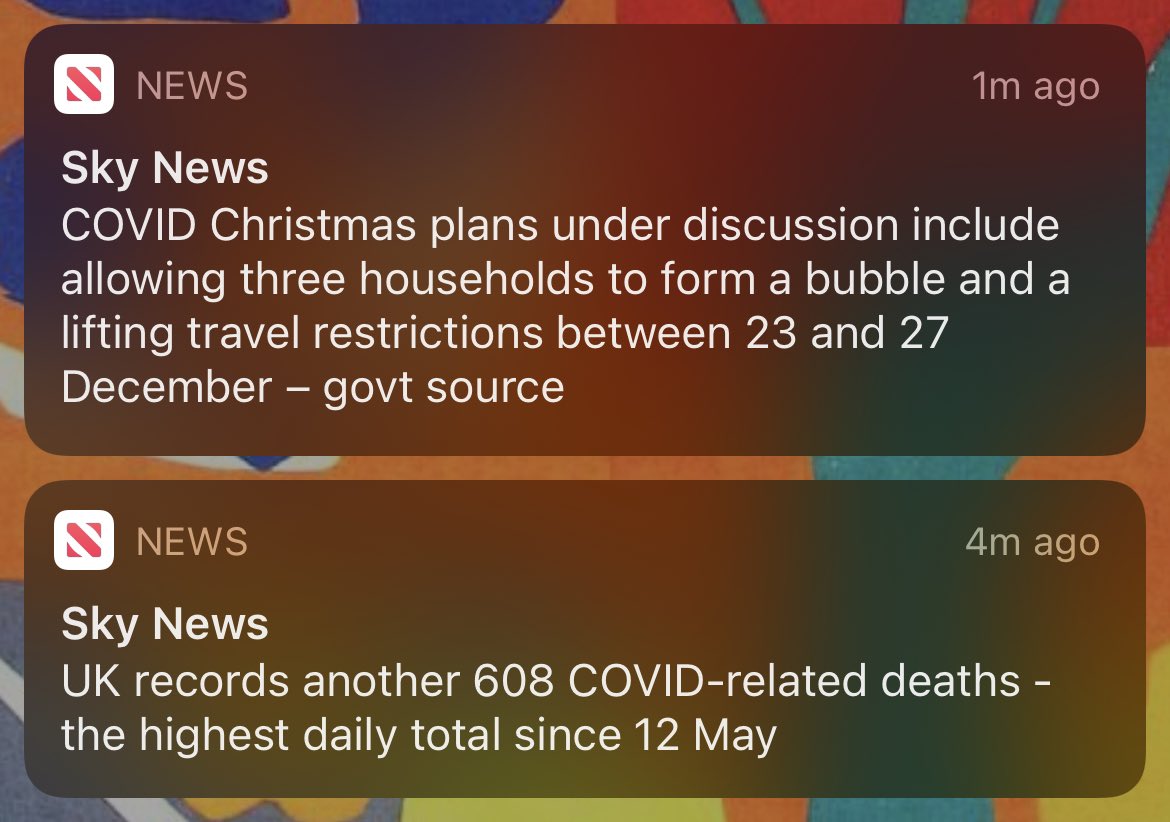 NEWS
1m ago
Sky News
COVID Christmas plans under discussion include
allowing three households to form a bubble and a
lifting travel restrictions between 23 and 27
December – govt source
NEWS
4m ago
Sky News
UK records another 608 COVID-related deaths -
the highest daily total since 12 May